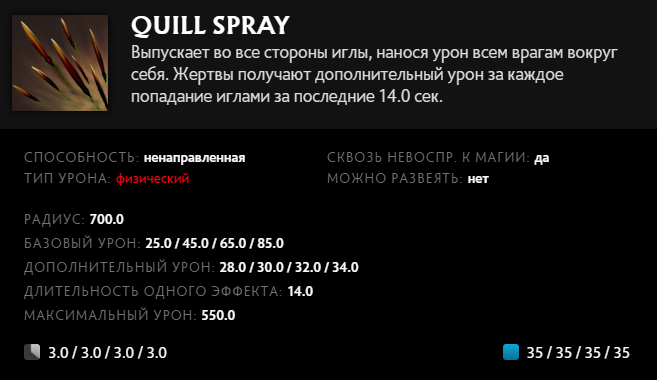 QUILL SPRAY
Выпускает во все стороны иглы, нанося урон всем врагам вокруг
себя. Жертвы получают дополнительный урон за каждое
попадание иглами за последние 14.0 сек.
СПОСОБНОСТЬ: ненаправленная
СКВОЗЬ НЕВОСПР. К МАГИИ: да
ТИП УРОНА: физический
МОЖНО РАЗВЕЯТЬ: нет
РАДИУС: 700.0
БАЗОВЫЙ УРОН: 25.0 / 45.0 / 65.0 / 85.0
ДОПОЛНИТЕЛЬНЫЙ УРОН: 28.0 / 30.0 / 32.0 / 34.0
ДЛИТЕЛЬНОСТЬ ОДНОГО ЭФФЕКТА: 14.0
МАКСИМАЛЬНЫЙ УРОН: 550.0
3.0 / 3.0 / 3.0 / 3.0
35 / 35 / 35 / 35